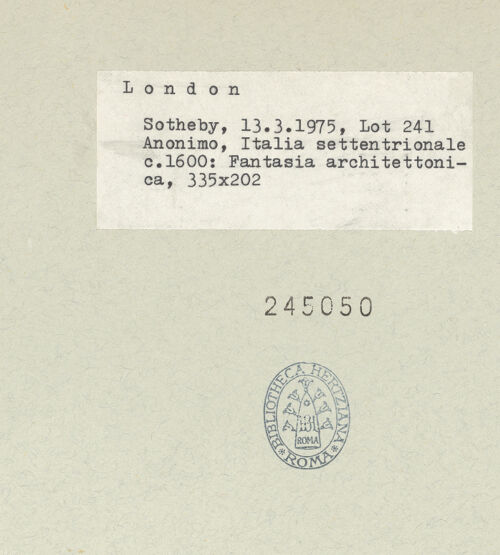 London
Sotheby, 13.3.1975, Lot 241
Anonimo, Italia settentrionale
c.1600: Fantasia architettoni-
ca, 335x202
245050
BIBLIOTHECA HERTZIANA
ROMA
* ROMA *